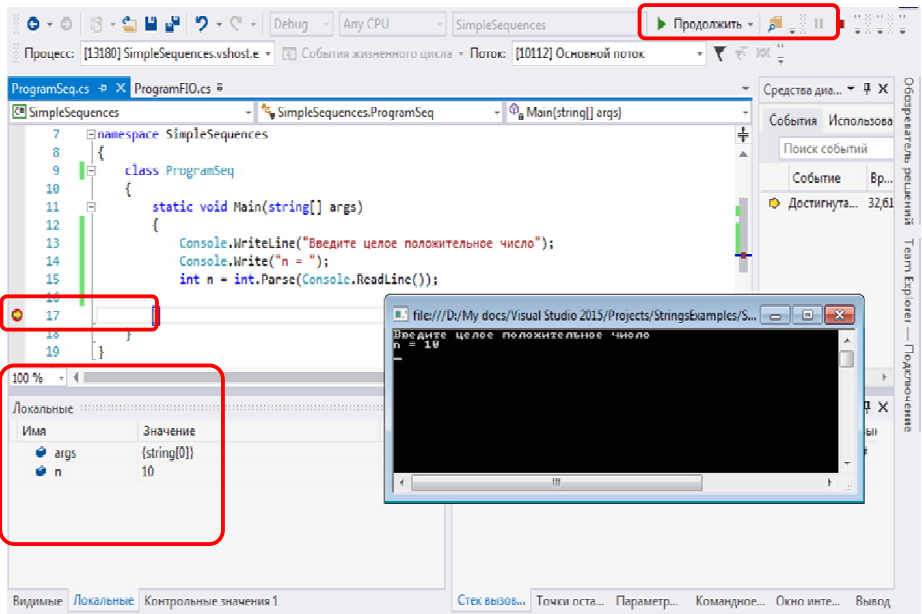 Debug Any CPU SimpleSequences Продолжить
Процесс: [13180] SimpleSequences.vshost.e События жизненного цикла Поток: [10112] Основной поток
ProgramSeq.cs ProgramFIO.cs
SimpleSequences SimpleSequences.ProgramSeq Main(string[] args)
7 namespace SimpleSequences
8 {
9 class ProgramSeq
10 {
11 static void Main(string[] args)
12 {
13 Console.WriteLine("Введите целое положительное число");
14 Console.Write("n = ");
15 int n = int.Parse(Console.ReadLine());
16
17 }
18 }
19 }
100 %
Средства диа...
События Использова
Поиск событий
Событие Вр...
Достигнута... 32,61
Обозреватель решений
Team Explorer — Подключение
file:///D:/My docs/Visual Studio 2015/Projects/StringsExamples/S...
Введите целое положительное число
n = 10
Локальные
Имя Значение
args {string[0]}
n 10
Видимые Локальные Контрольные значения 1
Стек вызов... Точки оста... Параметр... Командное... Окно инте... Вывод